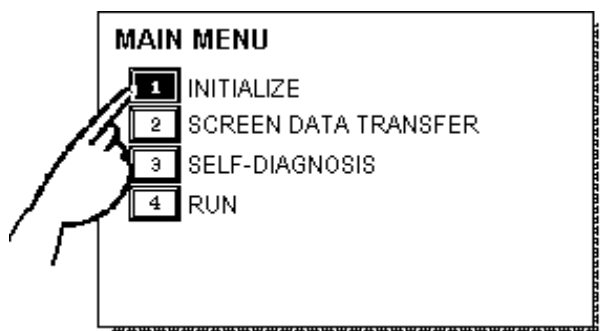 MAIN MENU
1 INITIALIZE
2 SCREEN DATA TRANSFER
3 SELF-DIAGNOSIS
4 RUN